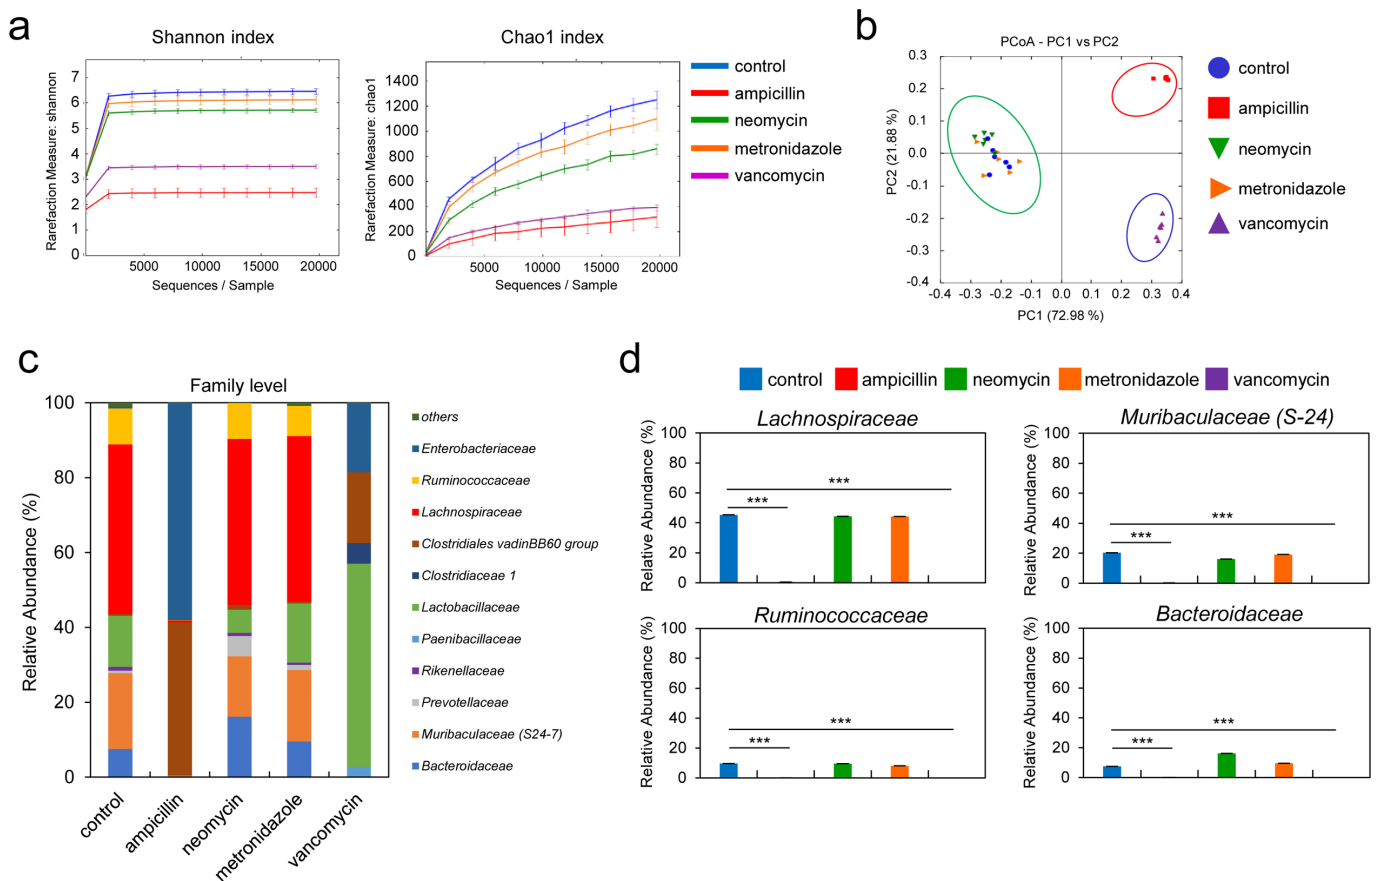 a
Shannon index
Rarefaction Measure: shannon
7
6
5
4
3
2
1
0
5000 10000 15000 20000
Sequences / Sample
Chao1 index
Rarefaction Measure: chao1
1400
1200
1000
800
600
400
200
0
0 5000 10000 15000 20000
Sequences / Sample
control
ampicillin
neomycin
metronidazole
vancomycin
b
PCoA - PC1 vs PC2
PC2 (21.88 %)
0.3
0.2
0.1
0.0
-0.1
-0.2
-0.3
-0.4
-0.4 -0.3 -0.2 -0.1 0.0 0.1 0.2 0.3 0.4
PC1 (72.98 %)
control
ampicillin
neomycin
metronidazole
vancomycin
c
Family level
Relative Abundance (%)
100
80
60
40
20
0
control
ampicillin
neomycin
metronidazole
vancomycin
others
Enterobacteriaceae
Ruminococcaceae
Lachnospiraceae
Clostridiales vadinBB60 group
Clostridiaceae 1
Lactobacillaceae
Paenibacillaceae
Rikenellaceae
Prevotellaceae
Muribaculaceae (S24-7)
Bacteroidaceae
d
control ampicillin neomycin metronidazole vancomycin
Lachnospiraceae
Relative Abundance (%)
100
80
60
40
20
0
***
***
Muribaculaceae (S-24)
Relative Abundance (%)
100
80
60
40
20
0
***
***
Ruminococcaceae
Relative Abundance (%)
100
80
60
40
20
0
***
***
Bacteroidaceae
Relative Abundance (%)
100
80
60
40
20
0
***
***